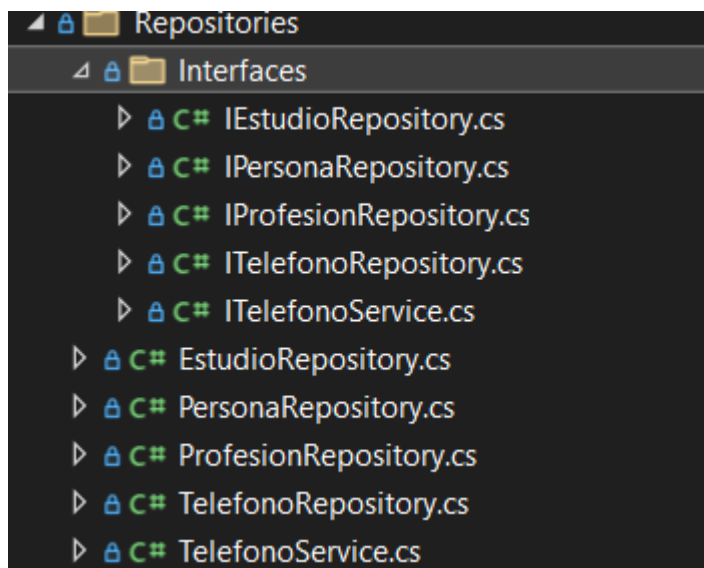 Repositories
Interfaces
C# IEstudioRepository.cs
C# IPersonaRepository.cs
C# IProfesionRepository.cs
C# ITelefonoRepository.cs
C# ITelefonoService.cs
C# EstudioRepository.cs
C# PersonaRepository.cs
C# ProfesionRepository.cs
C# TelefonoRepository.cs
C# TelefonoService.cs